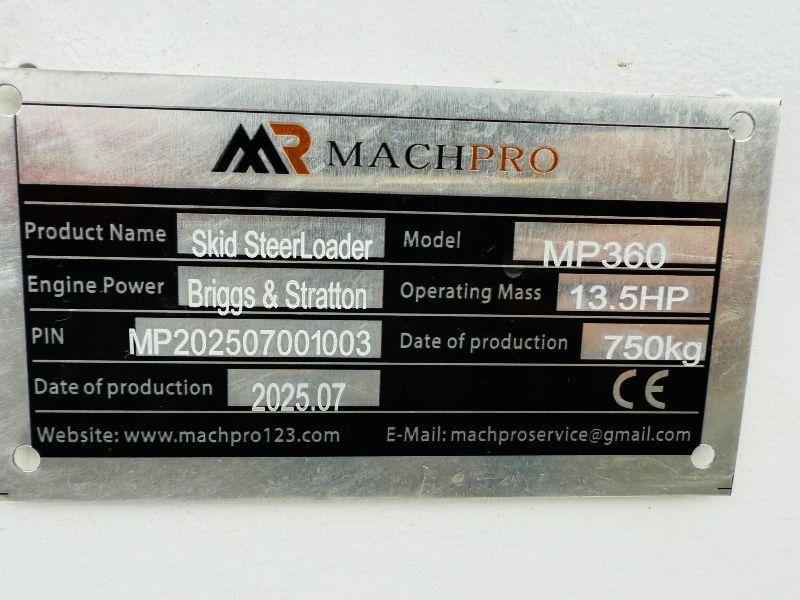 MACHPRO
Product Name Skid SteerLoader Model MP360
Engine Power Briggs & Stratton Operating Mass 13.5HP
PIN MP202507001003 Date of production 750kg
Date of production 2025.07 CE
Website: www.machpro123.com E-Mail: machproservice@gmail.com